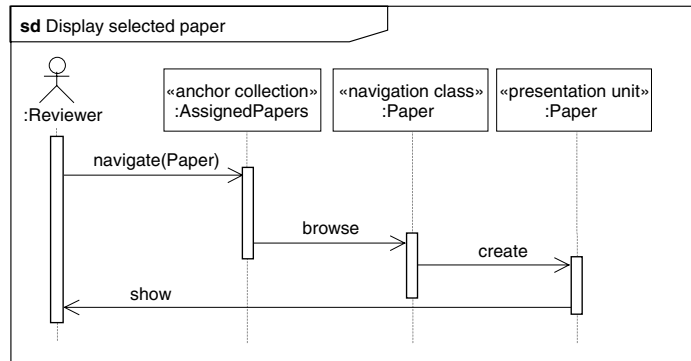 sd Display selected paper
:Reviewer
«anchor collection»
:AssignedPapers
«navigation class»
:Paper
«presentation unit»
:Paper
navigate(Paper)
browse
create
show